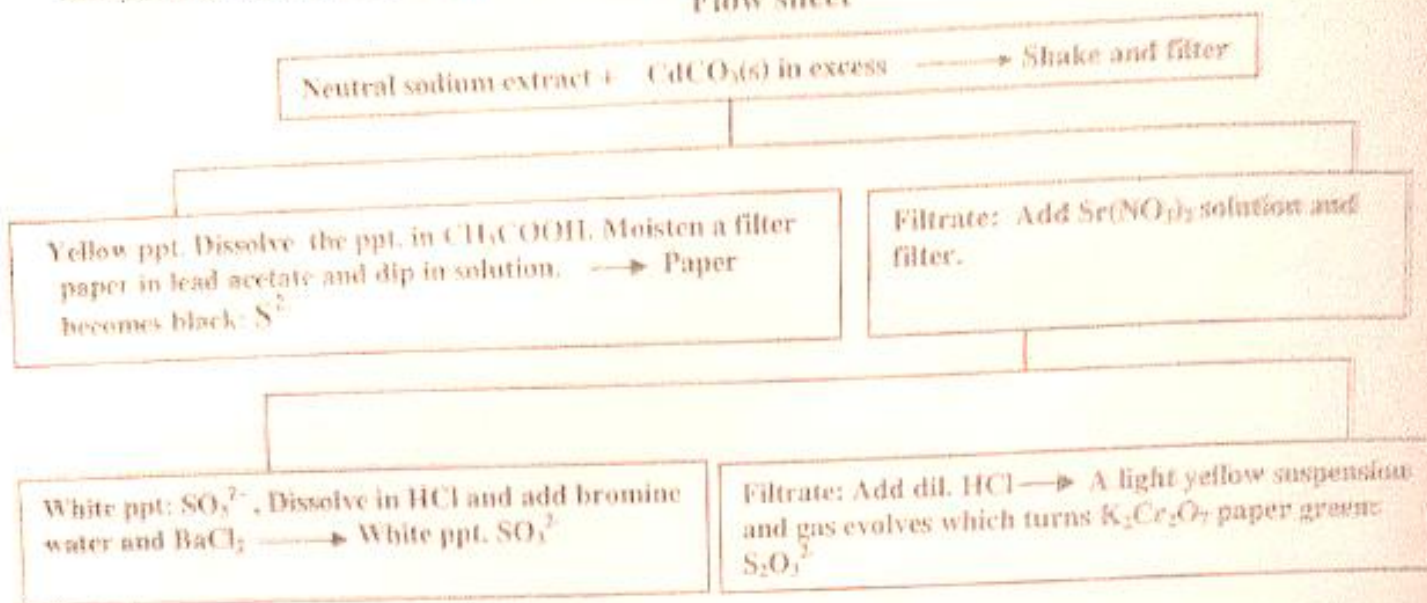 Flow sheet
Neutral sodium extract + CdCO₃(s) in excess ⟶ Shake and filter
Yellow ppt. Dissolve the ppt. in CH₃COOH. Moisten a filter
paper in lead acetate and dip in solution. ⟶ Paper
becomes black: S²⁻
Filtrate: Add Sr(NO₃)₂ solution and
filter.
White ppt: SO₃²⁻. Dissolve in HCl and add bromine
water and BaCl₂ ⟶ White ppt. SO₃²⁻
Filtrate: Add dil. HCl ⟶ A light yellow suspension
and gas evolves which turns K₂Cr₂O₇ paper green:
S₂O₃²⁻